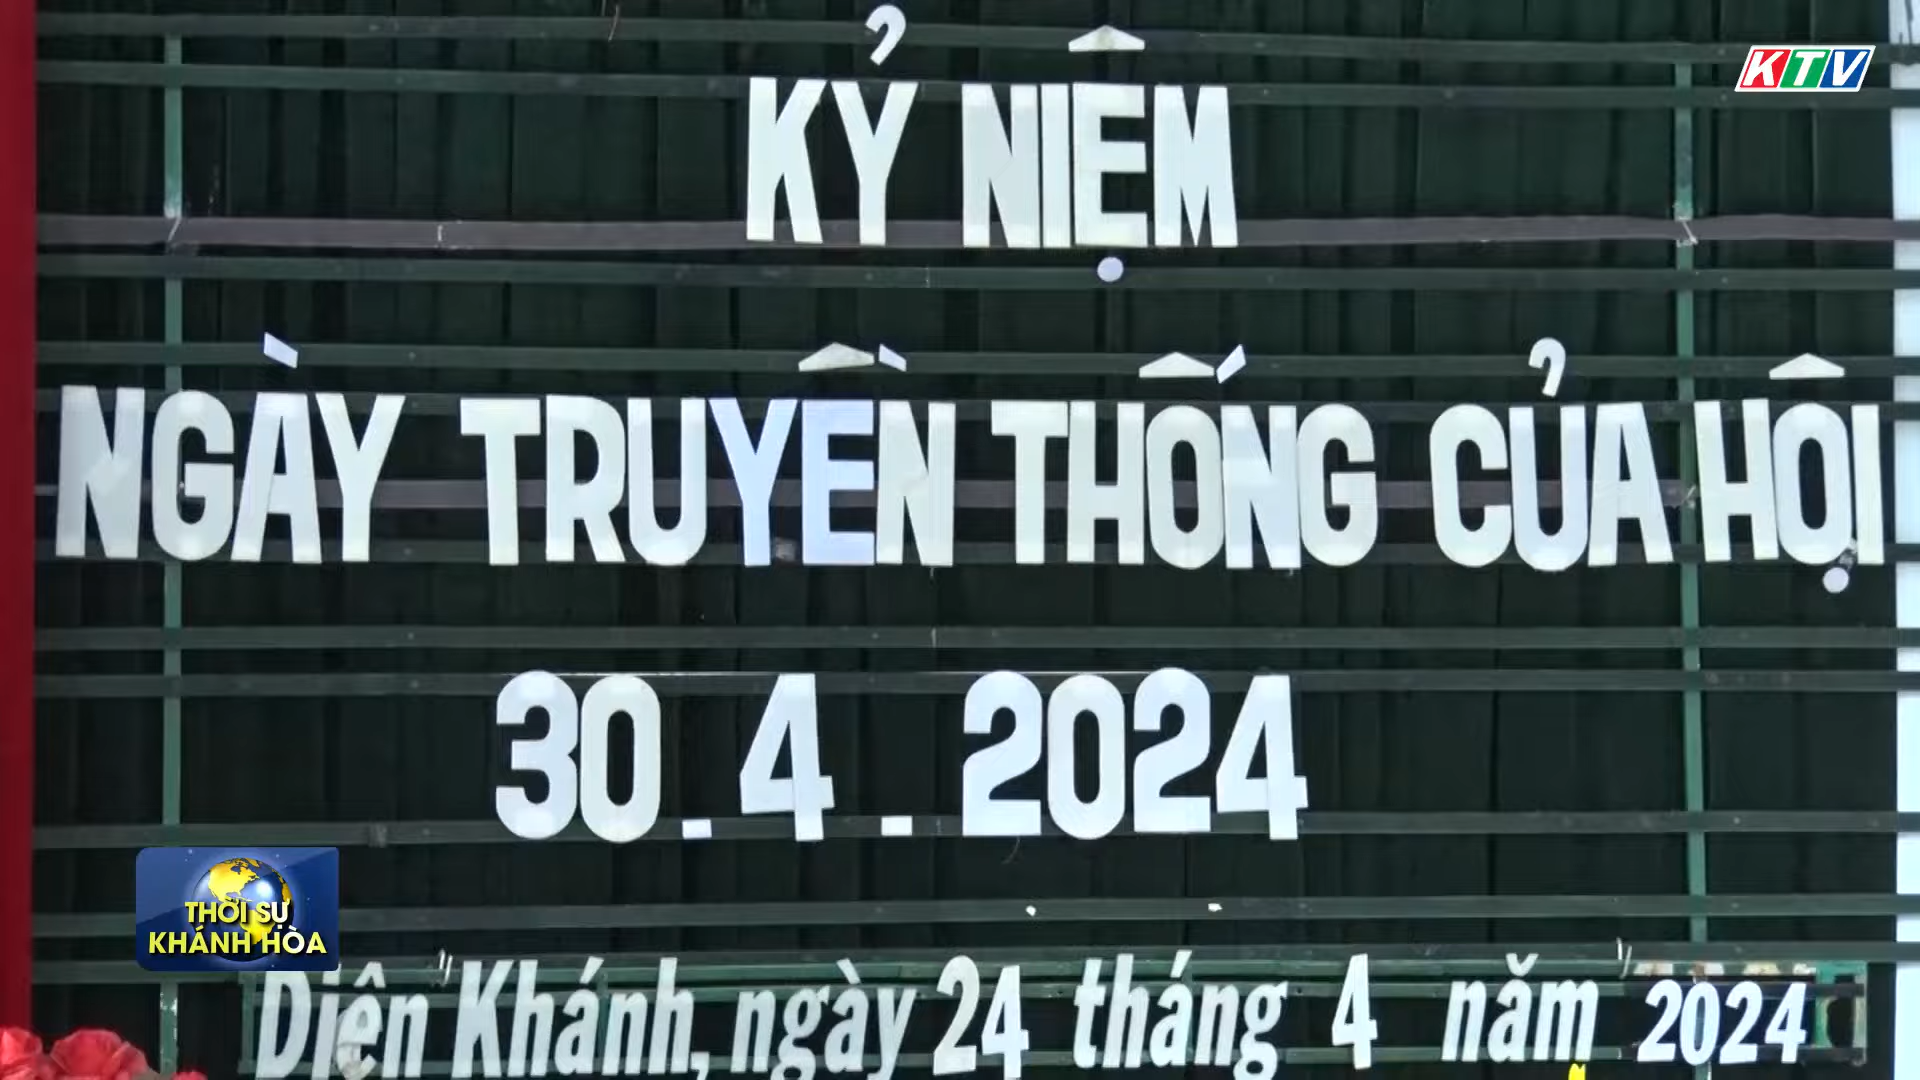 KTV
KỶ NIỆM
NGÀY TRUYỀN THỐNG CỦA HỘI
30.4.2024
THỜI SỰ
KHÁNH HÒA
Diên Khánh, ngày 24 tháng 4 năm 2024